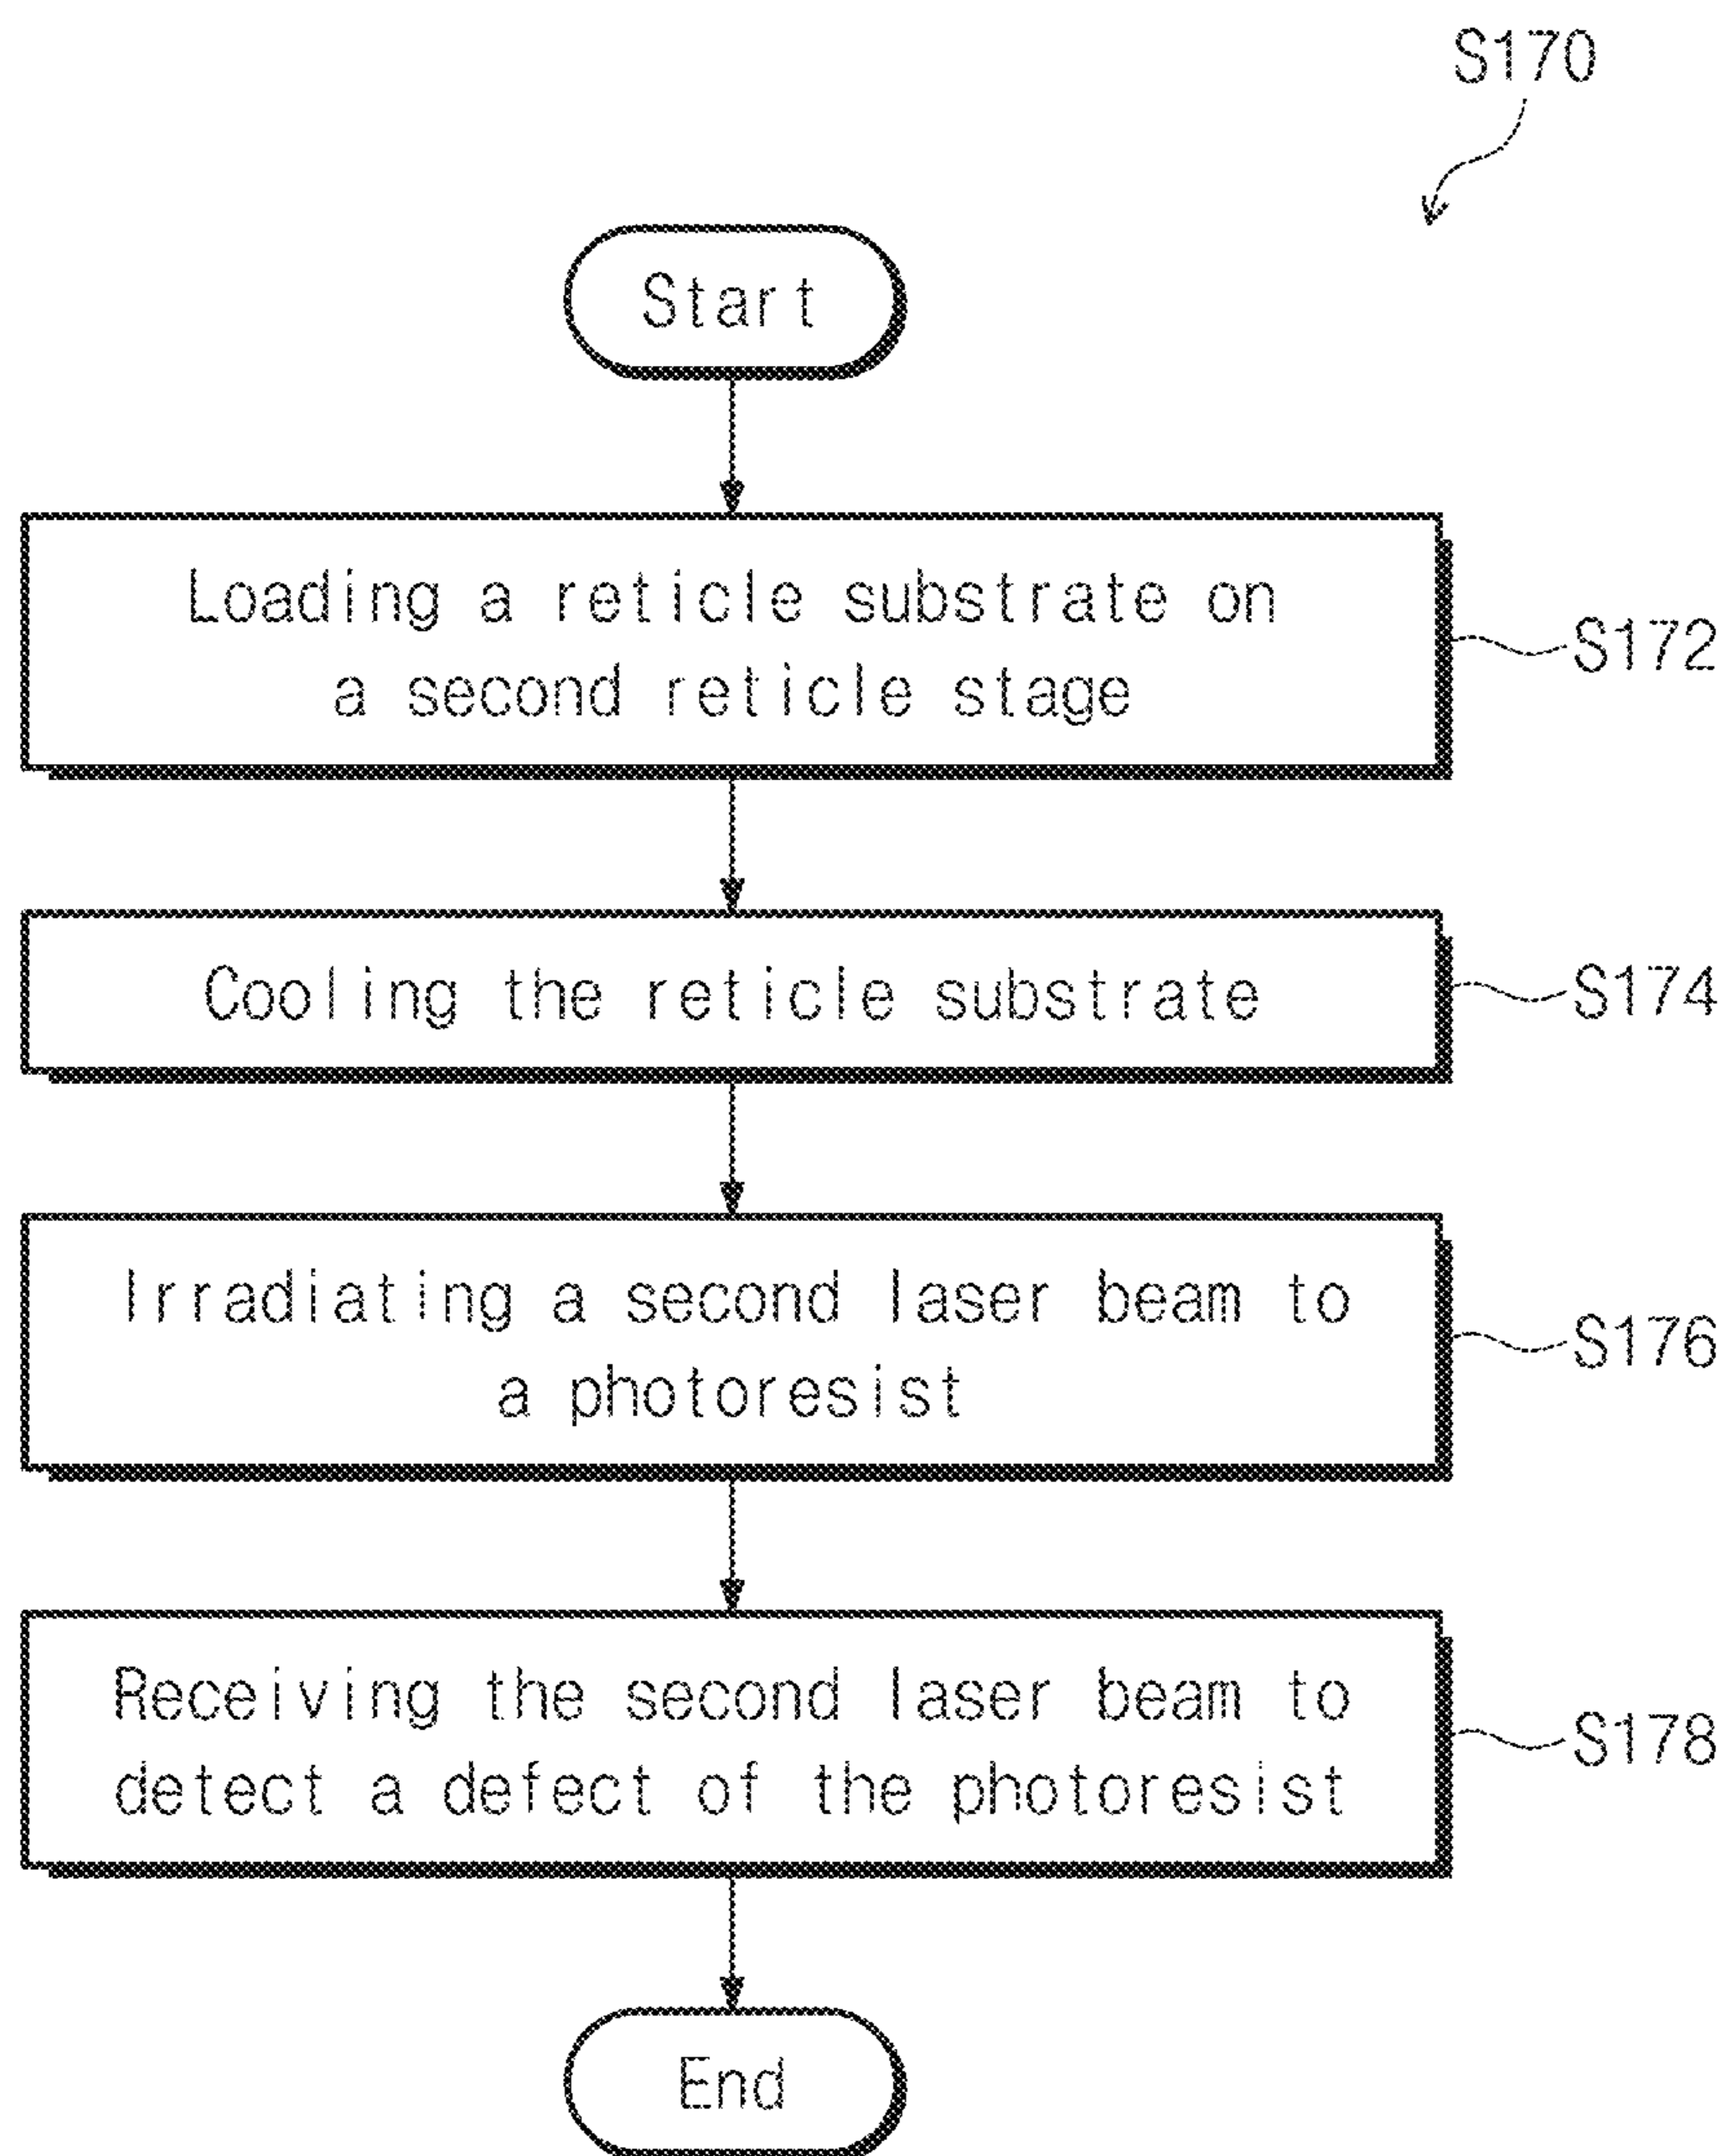 S170
Start
Loading a reticle substrate on
a second reticle stage
S172
Cooling the reticle substrate
S174
Irradiating a second laser beam to
a photoresist
S176
Receiving the second laser beam to
detect a defect of the photoresist
S178
End